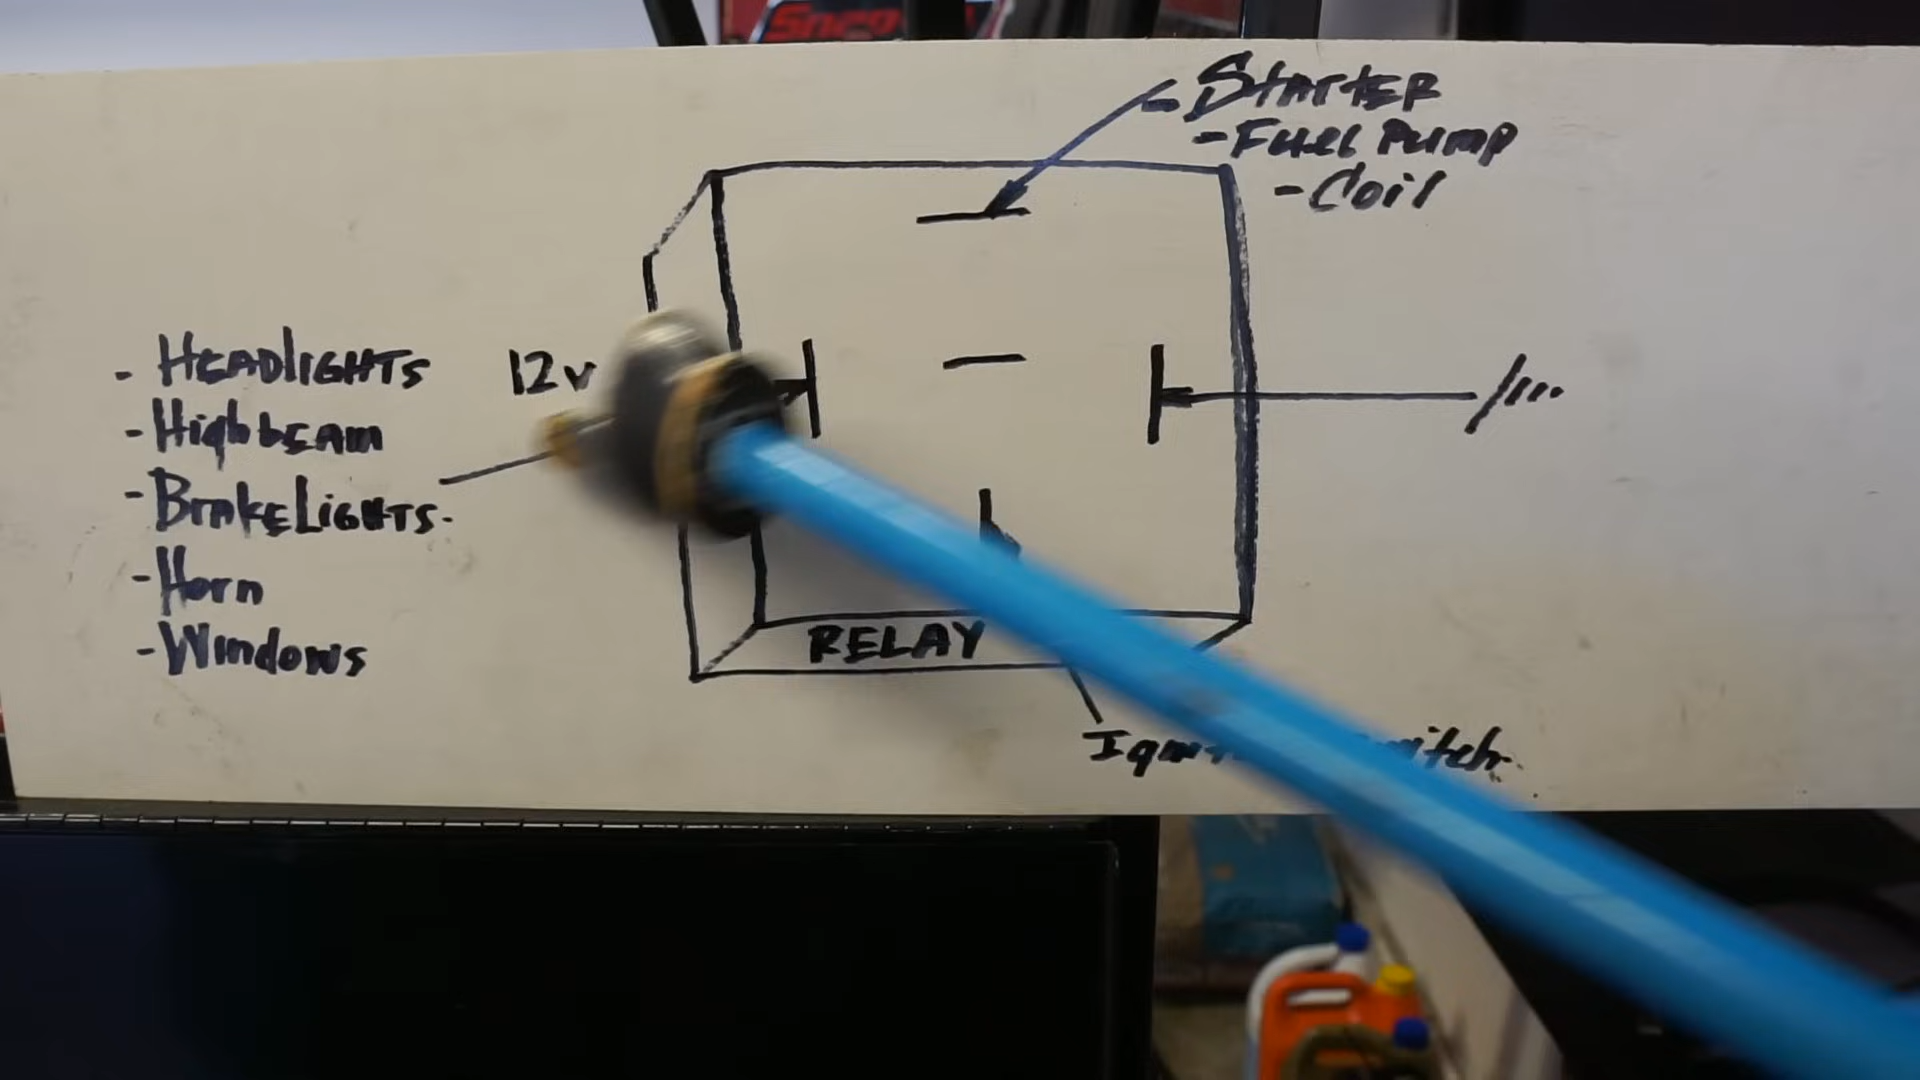 - STARTER
- Fuel Pump
- Coil
- HEADlIGHTs
- Highbeam
- BrakeLiGHTs.
- Horn
- Windows
12v
RELAY